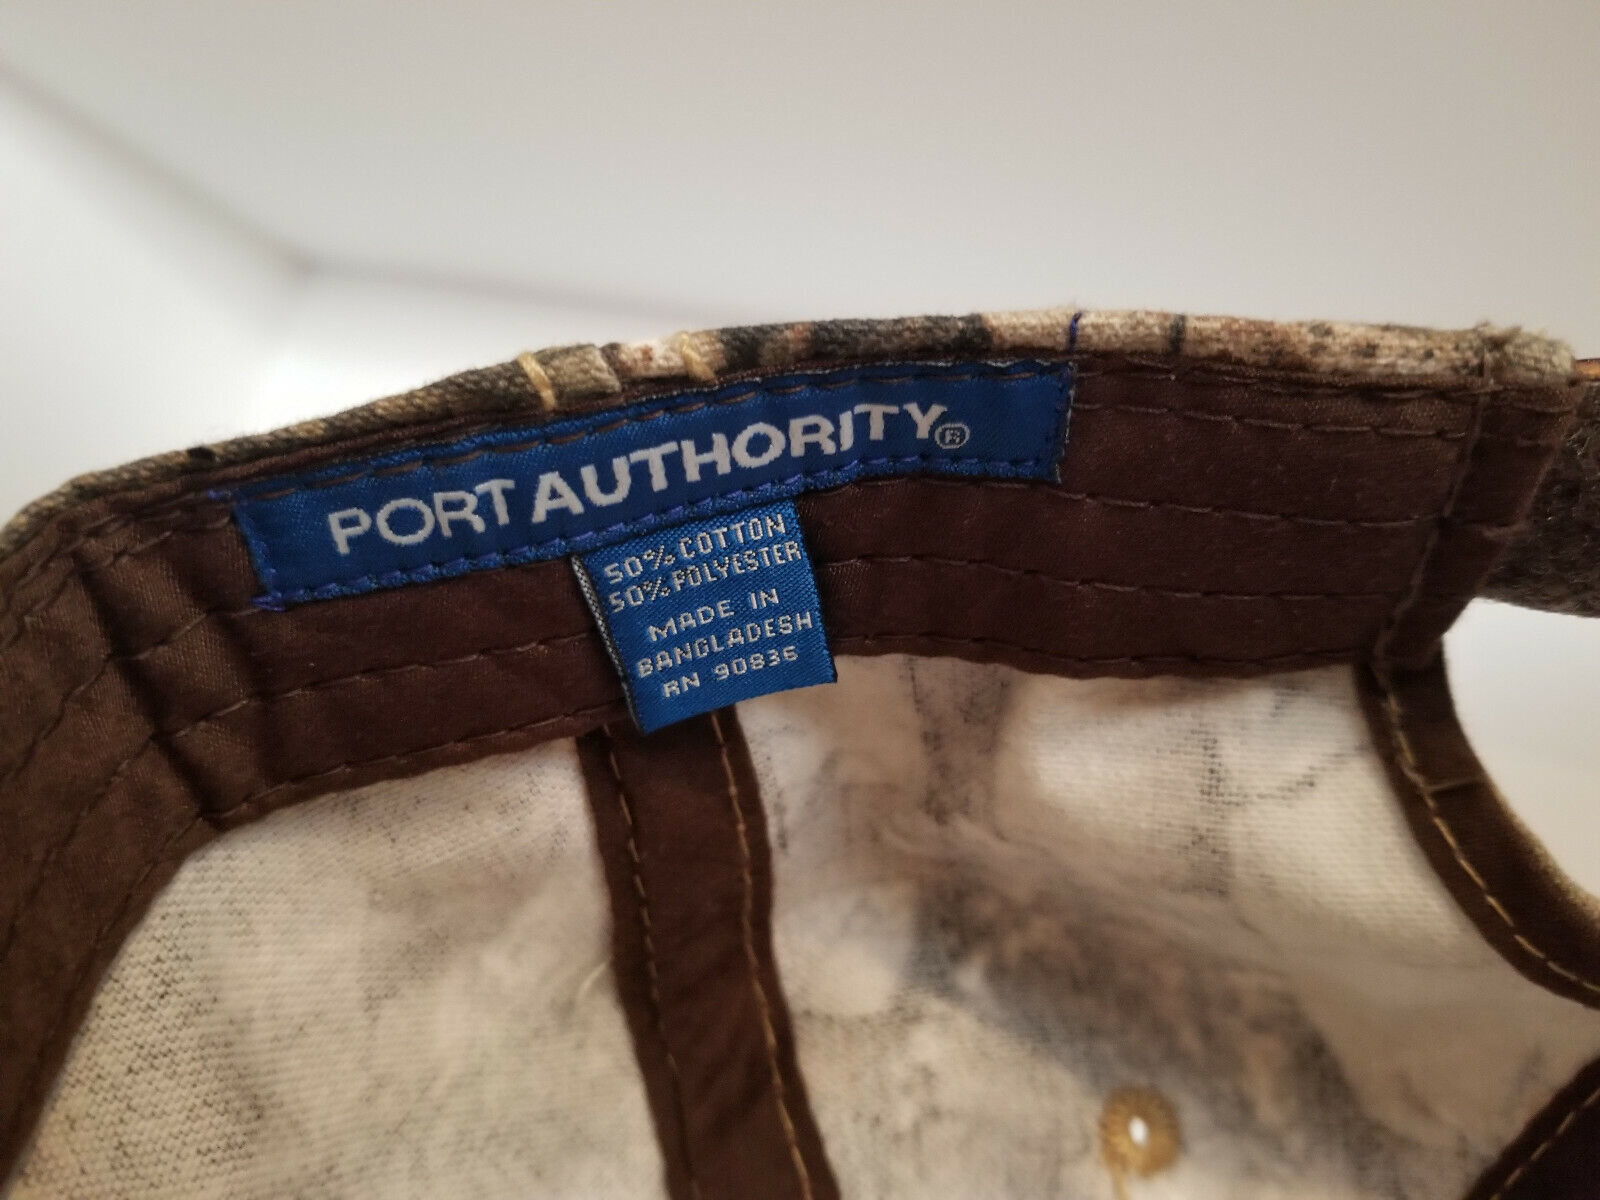 PORT AUTHORITY®
50% COTTON
50% POLYESTER
MADE IN
BANGLADESH
RN 90836